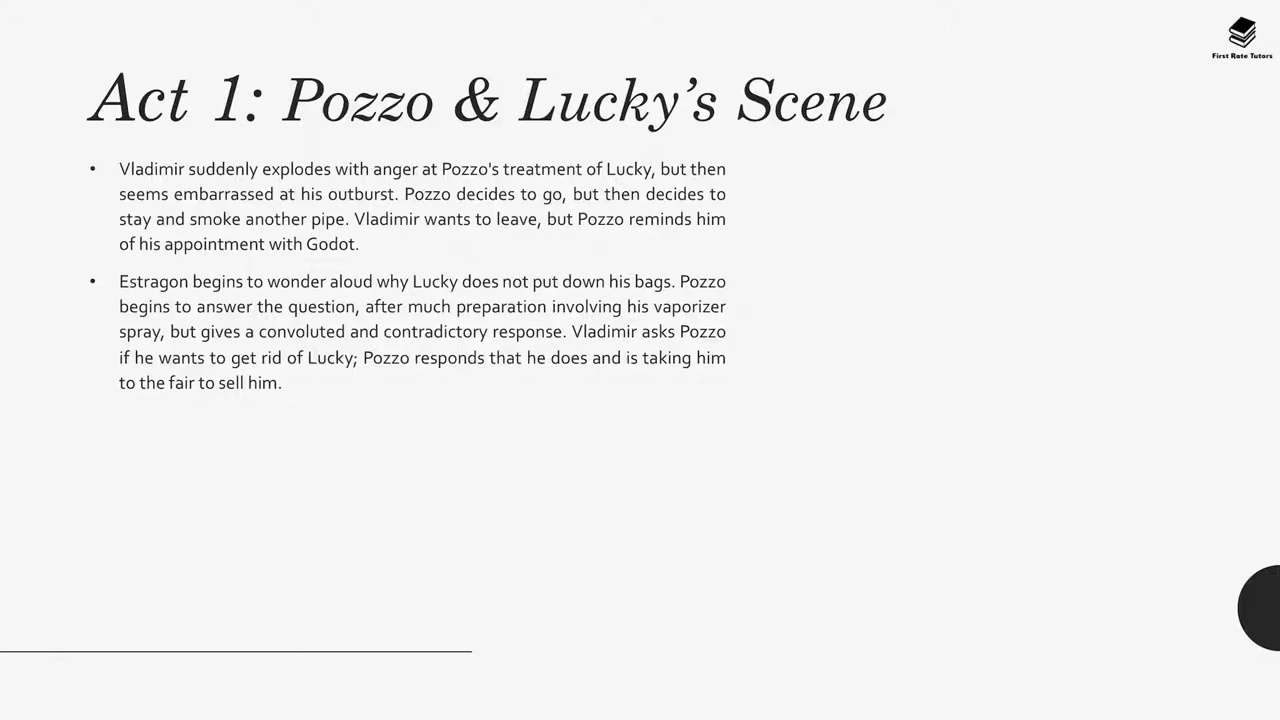 First Rate Tutors
Act 1: Pozzo & Lucky’s Scene
• Vladimir suddenly explodes with anger at Pozzo's treatment of Lucky, but then
seems embarrassed at his outburst. Pozzo decides to go, but then decides to
stay and smoke another pipe. Vladimir wants to leave, but Pozzo reminds him
of his appointment with Godot.
• Estragon begins to wonder aloud why Lucky does not put down his bags. Pozzo
begins to answer the question, after much preparation involving his vaporizer
spray, but gives a convoluted and contradictory response. Vladimir asks Pozzo
if he wants to get rid of Lucky; Pozzo responds that he does and is taking him
to the fair to sell him.